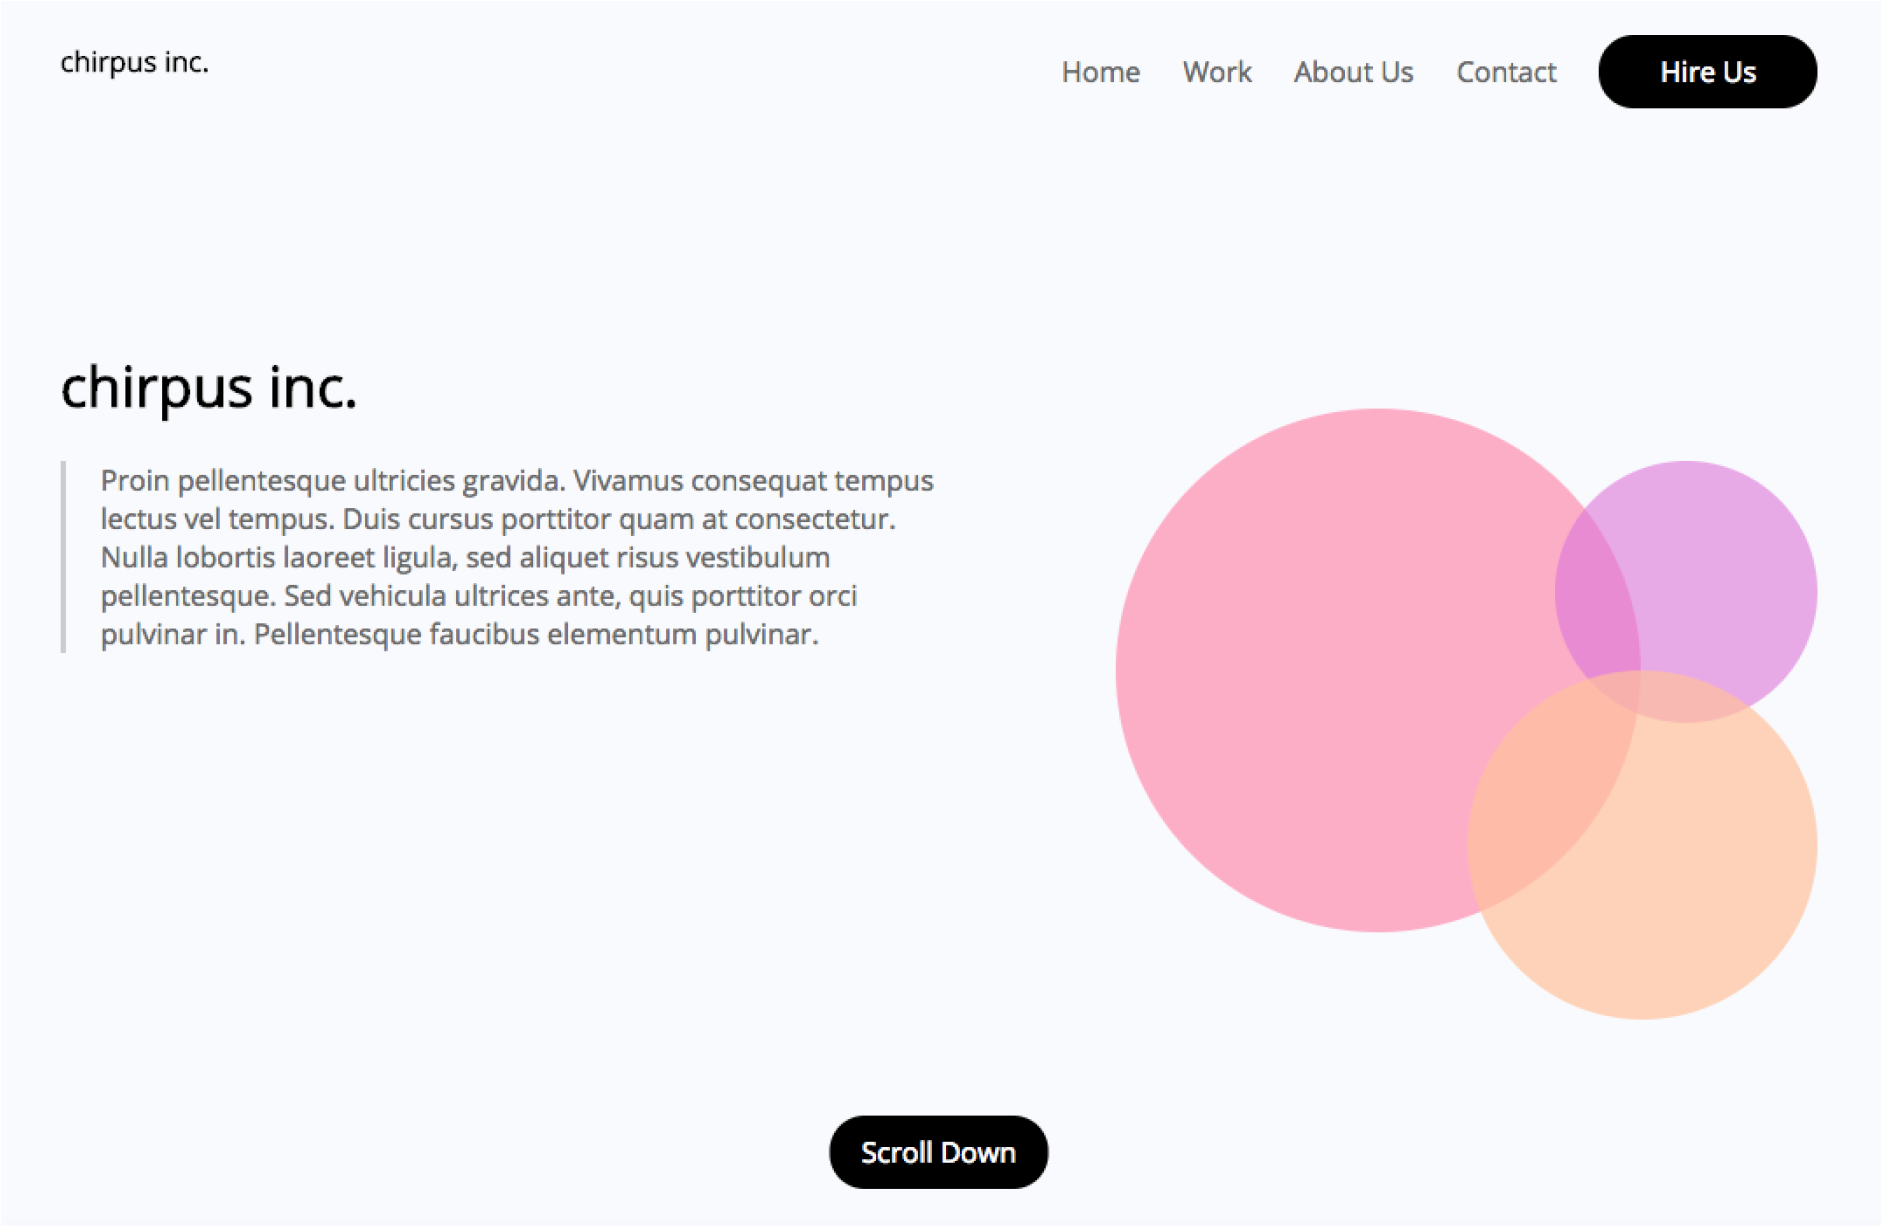 chirpus inc.
Home
Work
About Us
Contact
Hire Us
chirpus inc.
Proin pellentesque ultricies gravida. Vivamus consequat tempus
lectus vel tempus. Duis cursus porttitor quam at consectetur.
Nulla lobortis laoreet ligula, sed aliquet risus vestibulum
pellentesque. Sed vehicula ultrices ante, quis porttitor orci
pulvinar in. Pellentesque faucibus elementum pulvinar.
Scroll Down